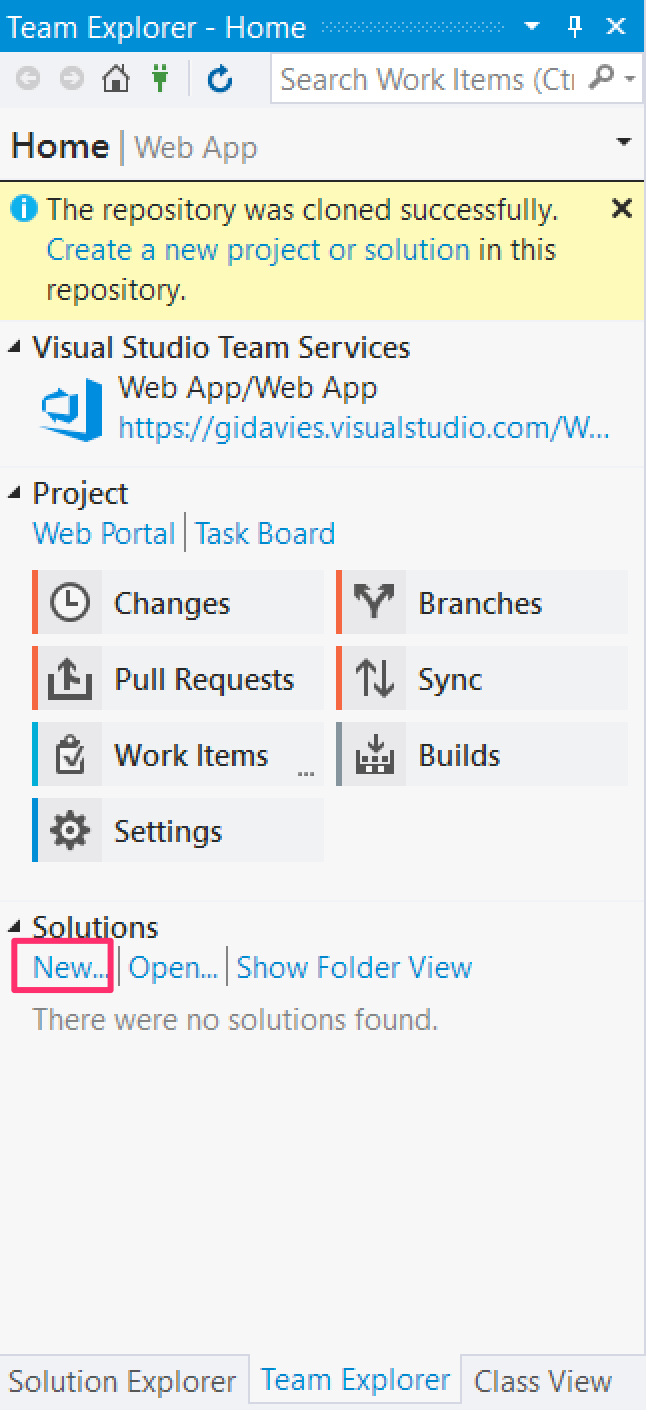 Team Explorer - Home
Search Work Items (Ctr
Home | Web App
The repository was cloned successfully.
Create a new project or solution in this
repository.
Visual Studio Team Services
Web App/Web App
https://gidavies.visualstudio.com/W...
Project
Web Portal | Task Board
Changes Branches
Pull Requests Sync
Work Items ... Builds
Settings
Solutions
New... | Open... | Show Folder View
There were no solutions found.
Solution Explorer Team Explorer Class View